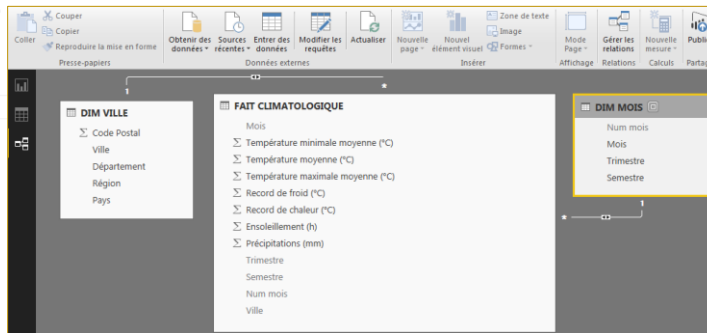 Coller
Couper
Copier
Reproduire la mise en forme
Presse-papiers
Obtenir des données
Sources récentes
Entrer des données
Modifier les requêtes
Actualiser
Données externes
Nouvelle page
Nouvel élément visuel
Zone de texte
Image
Formes
Insérer
Mode Page
Affichage
Gérer les relations
Relations
Nouvelle mesure
Calculs
1
*
DIM VILLE
Σ Code Postal
Ville
Département
Région
Pays
FAIT CLIMATOLOGIQUE
Mois
Σ Température minimale moyenne (°C)
Σ Température moyenne (°C)
Σ Température maximale moyenne (°C)
Σ Record de froid (°C)
Σ Record de chaleur (°C)
Σ Ensoleillement (h)
Σ Précipitations (mm)
Trimestre
Semestre
Num mois
Ville
DIM MOIS
Num mois
Mois
Trimestre
Semestre
1
*